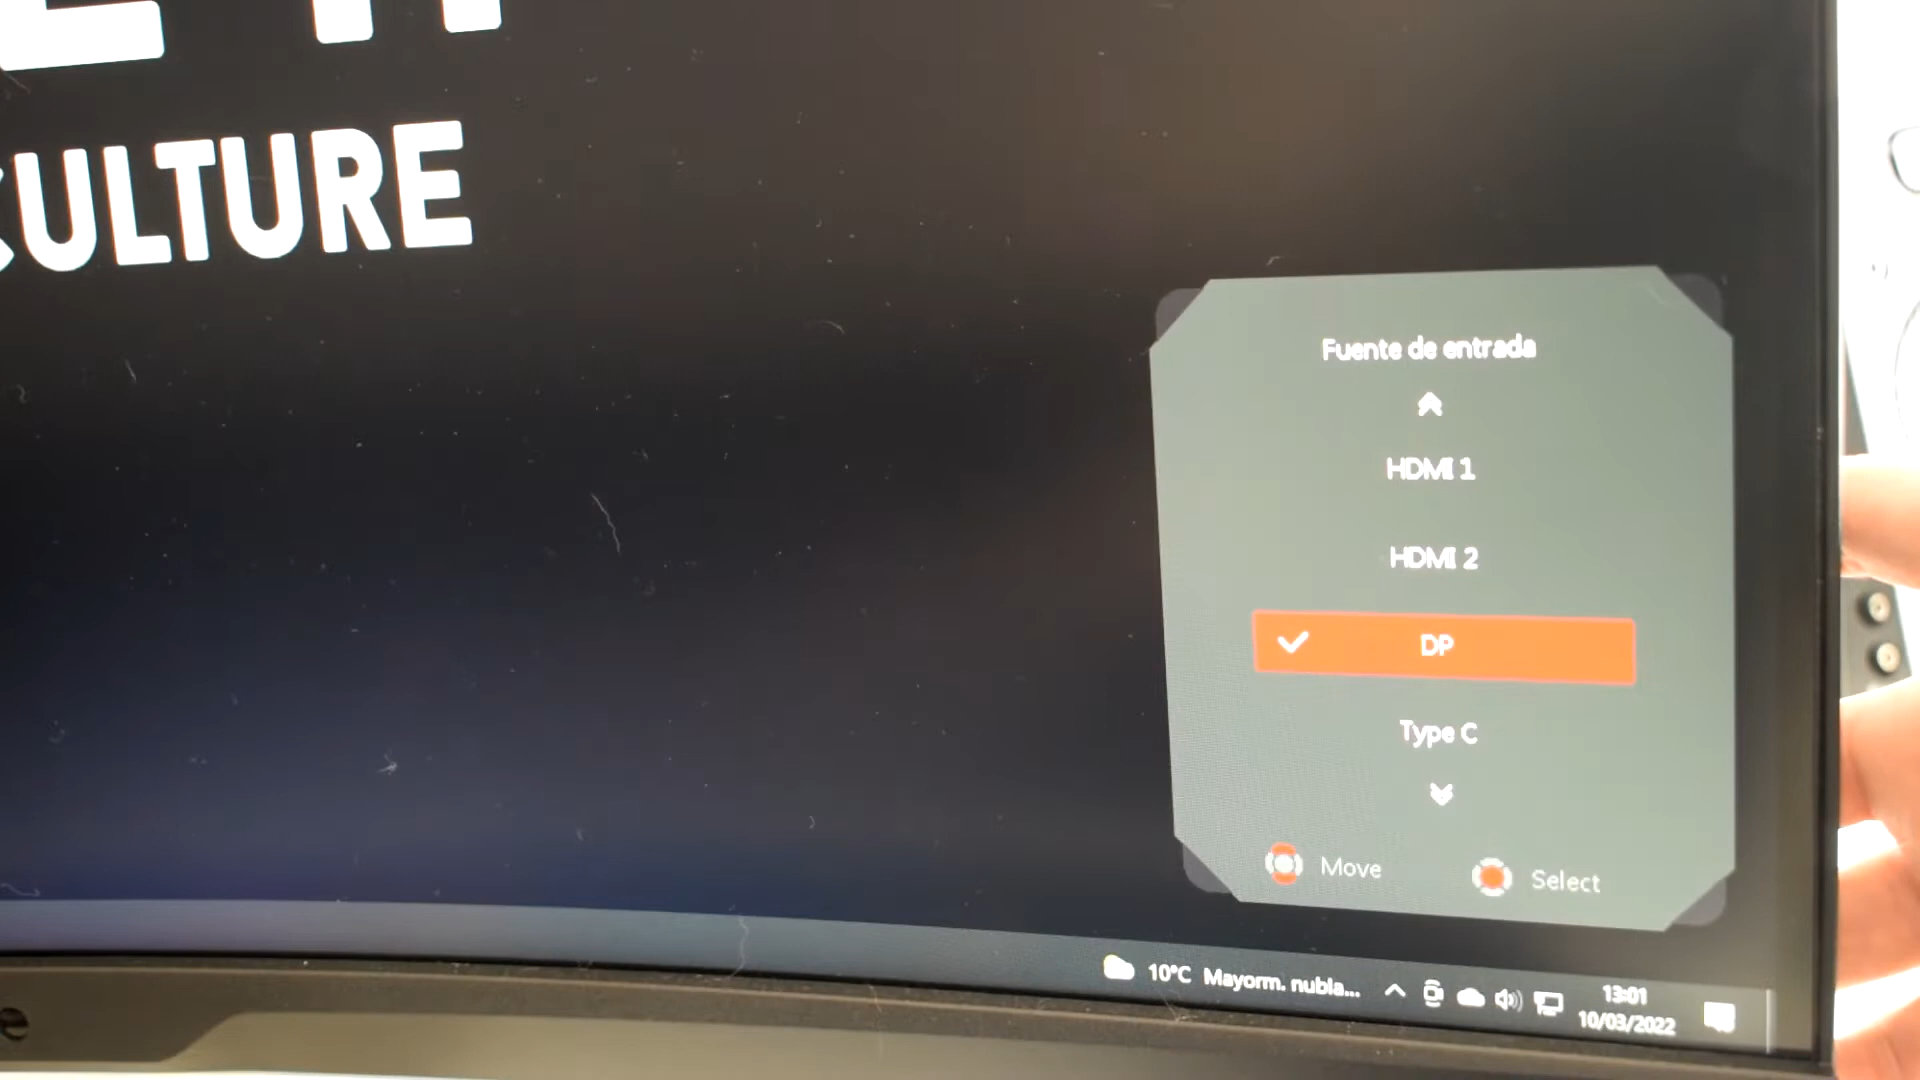 CULTURE
Fuente de entrada
HDMI 1
HDMI 2
DP
Type C
Move
Select
10°C Mayorm. nubla...
13:01
10/03/2022